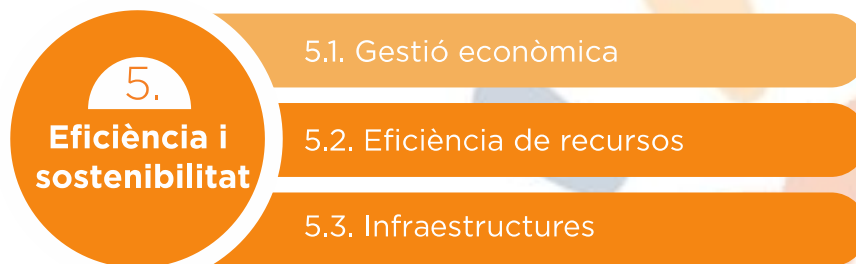 5.
Eficiència i
sostenibilitat
5.1. Gestió econòmica
5.2. Eficiència de recursos
5.3. Infraestructures